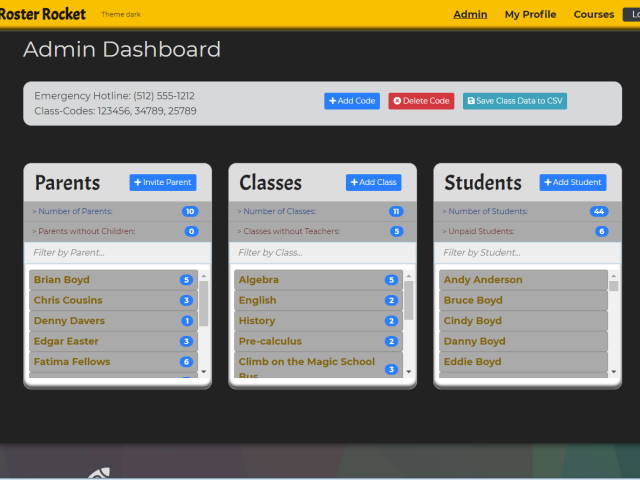 Roster Rocket Theme dark Admin My Profile Courses
Admin Dashboard
Emergency Hotline: (512) 555-1212
Class-Codes: 123456, 34789, 25789
Add Code Delete Code Save Class Data to CSV
Parents Invite Parent
> Number of Parents: 10
> Parents without Children: 0
Filter by Parent...
Brian Boyd 5
Chris Cousins 3
Denny Davers 1
Edgar Easter 3
Fatima Fellows 6
Classes Add Class
> Number of Classes: 11
> Classes without Teachers: 5
Filter by Class...
Algebra 5
English 2
History 2
Pre-calculus 2
Climb on the Magic School
Bus 3
Students Add Student
> Number of Students: 44
> Unpaid Students: 6
Filter by Student...
Andy Anderson
Bruce Boyd
Cindy Boyd
Danny Boyd
Eddie Boyd